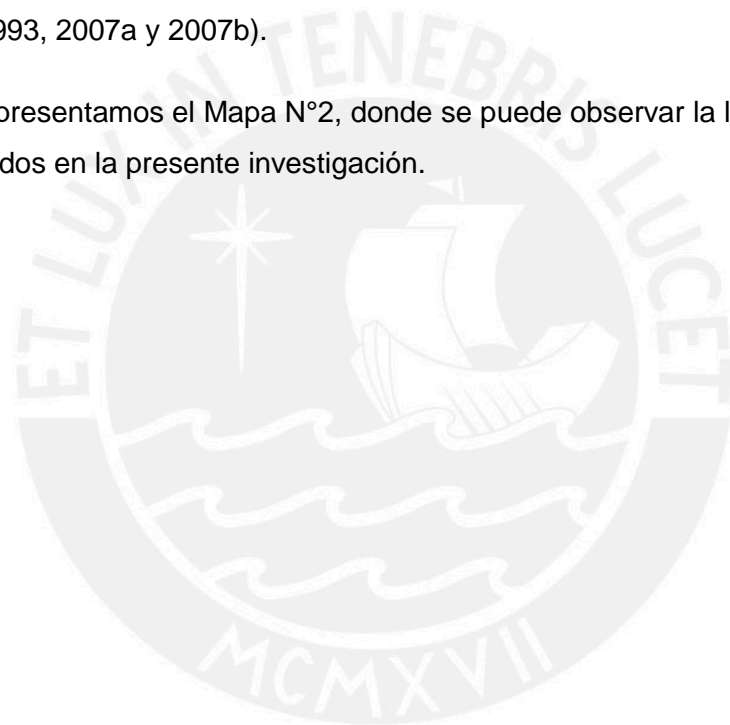 993, 2007a y 2007b).
presentamos el Mapa N°2, donde se puede observar la l
dos en la presente investigación.
ET LUX IN TENEBRIS LUCET
MCMXVII